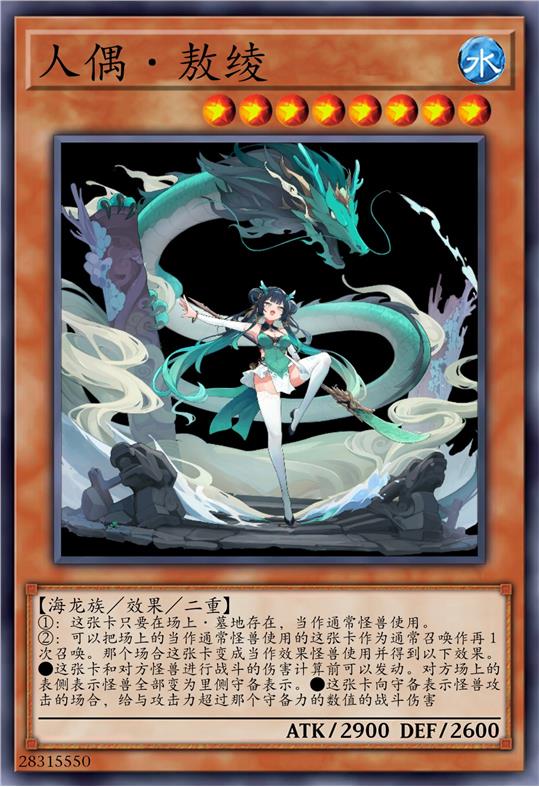 人偶·敖绫
水
【海龙族／效果／二重】
①：这张卡只要在场上·墓地存在，当作通常怪兽使用。
②：可以把场上的当作通常怪兽使用的这张卡作为通常召唤作再1
次召唤。那个场合这张卡变成当作效果怪兽使用并得到以下效果。
●这张卡和对方怪兽进行战斗的伤害计算前可以发动。对方场上的
表侧表示怪兽全部变为里侧守备表示。●这张卡向守备表示怪兽攻
击的场合，给与攻击力超过那个守备力的数值的战斗伤害
ATK/2900 DEF/2600
28315550